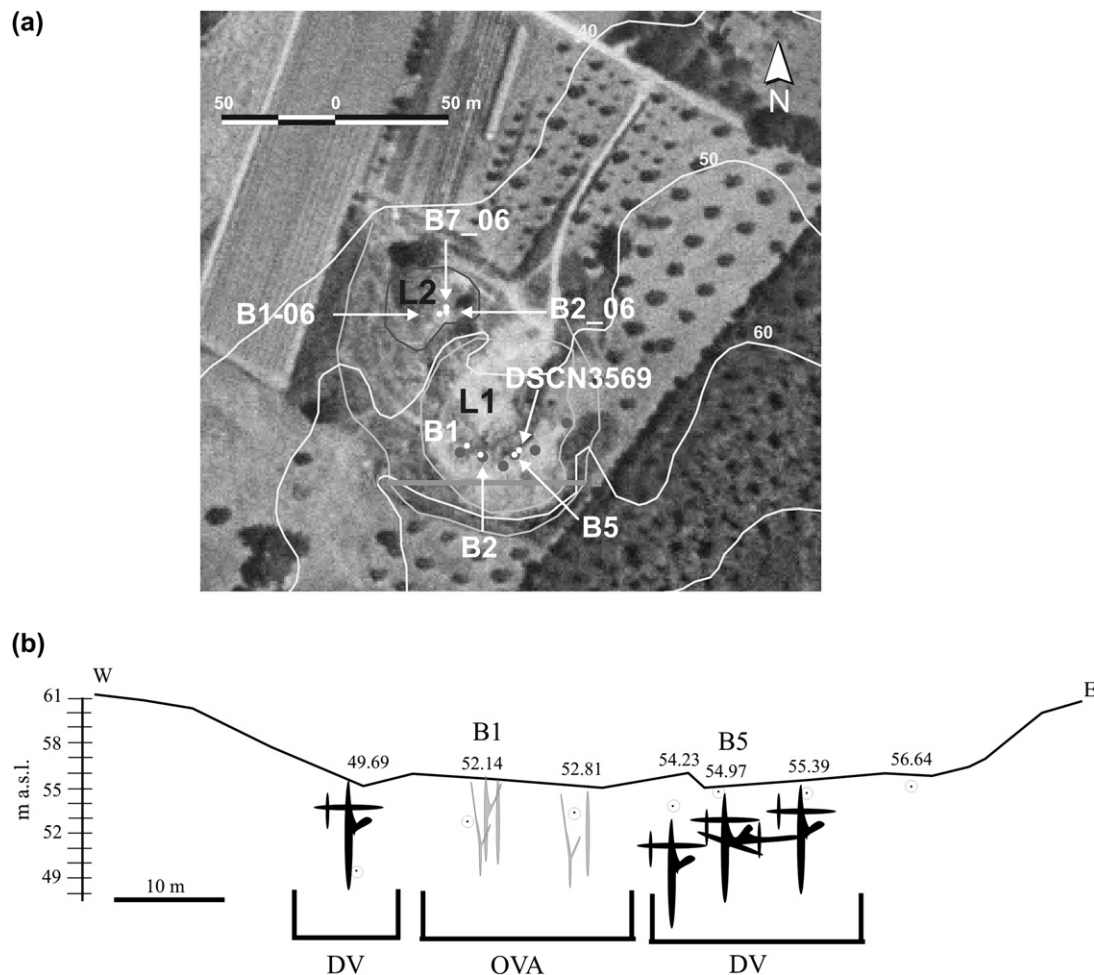 (a)
40
50 0 50 m
N
50
B7_06
L2
B1-06
B2_06
60
DSCN3569
L1
B1
B2
B5
(b)
W
E
61
58
55
52
49
m a.s.l.
B1
B5
49.69
52.14
52.81
54.23
54.97
55.39
56.64
10 m
DV
OVA
DV